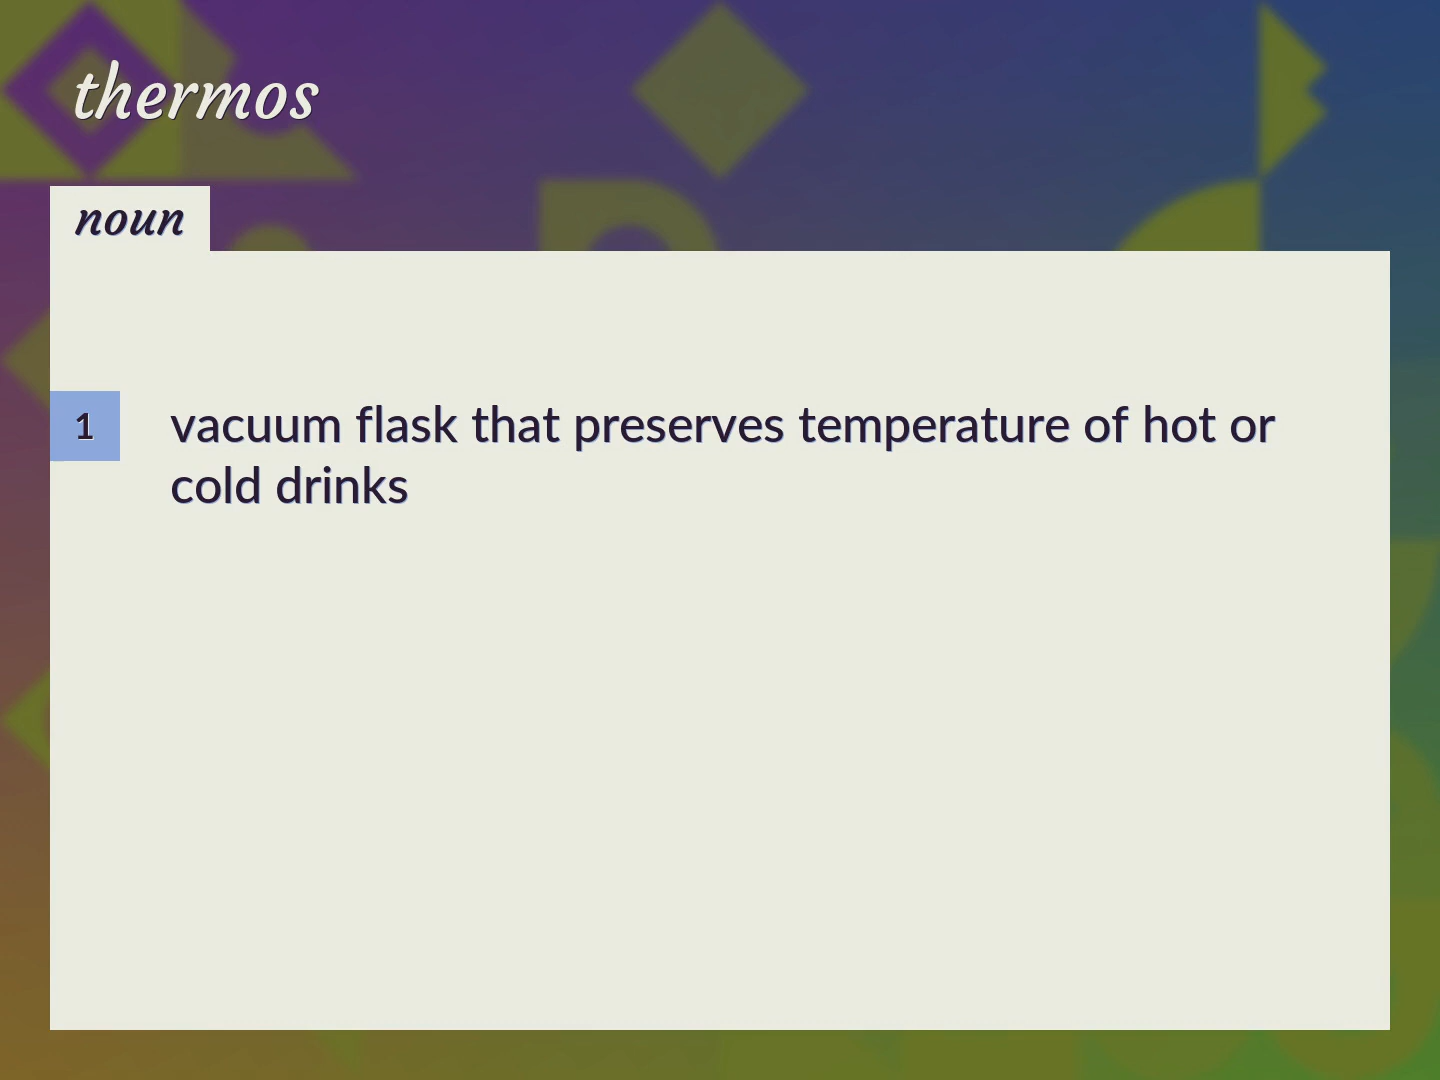 thermos
noun
1
vacuum flask that preserves temperature of hot or
cold drinks